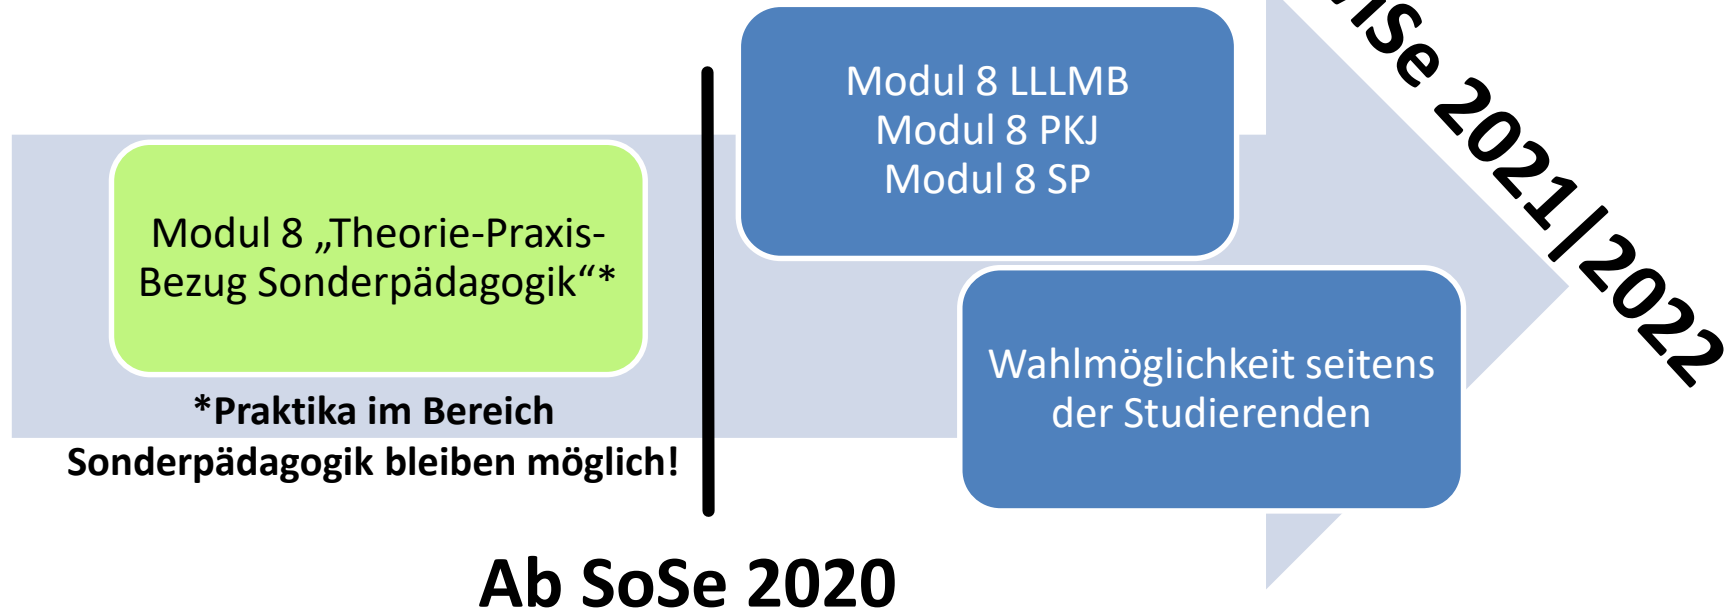 Modul 8 „Theorie-Praxis-
Bezug Sonderpädagogik“*
*Praktika im Bereich
Sonderpädagogik bleiben möglich!
Ab SoSe 2020
Modul 8 LLLMB
Modul 8 PKJ
Modul 8 SP
Wahlmöglichkeit seitens
der Studierenden
2021|2022